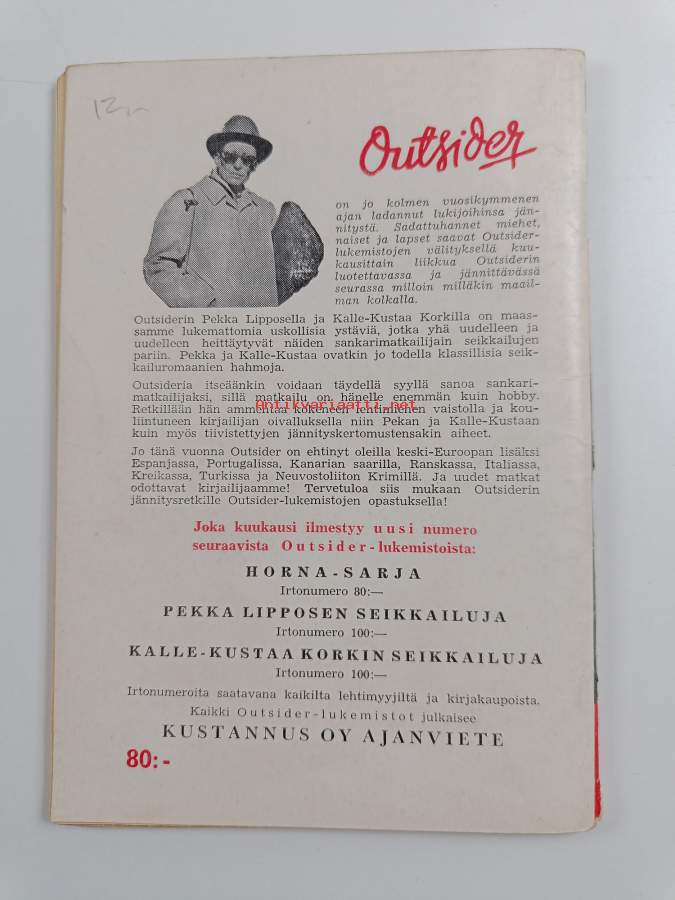 12,-
Outsider
on jo kolmen vuosikymmenen
ajan ladannut lukijoihinsa jän-
nitystä. Sadattuhannet miehet,
naiset ja lapset saavat Outsider-
lukemistojen välityksellä kuu-
kausittain liikkua Outsiderin
luotettavassa ja jännittävässä
seurassa milloin milläkin maail-
man kolkalla.
Outsiderin Pekka Lipposella ja Kalle-Kustaa Korkilla on maas-
samme lukemattomia uskollisia ystäviä, jotka yhä uudelleen ja
uudelleen heittäytyvät näiden sankarimatkailijain seikkailujen
pariin. Pekka ja Kalle-Kustaa ovatkin jo todella klassillisia seik-
kailuromaanien hahmoja.
Outsideria itseäänkin voidaan täydellä syyllä sanoa sankari-
matkailijaksi, sillä matkailu on hänelle enemmän kuin hobby.
Antikvariaatti.net
Retkillään hän ammentaa kokeneen lehtimiehen vaistolla ja kou-
liintuneen kirjailijan oivalluksella niin Pekan ja Kalle-Kustaan
kuin myös tiivistettyjen jännityskertomustensakin aiheet.
Jo tänä vuonna Outsider on ehtinyt oleilla keski-Euroopan lisäksi
Espanjassa, Portugalissa, Kanarian saarilla, Ranskassa, Italiassa,
Kreikassa, Turkissa ja Neuvostoliiton Krimillä. Ja uudet matkat
odottavat kirjailijaamme! Tervetuloa siis mukaan Outsiderin
jännitysretkille Outsider-lukemistojen opastuksella!
Joka kuukausi ilmestyy uusi numero
seuraavista Outsider-lukemistoista:
HORNA-SARJA
Irtonumero 80:—
PEKKA LIPPOSEN SEIKKAILUJA
Irtonumero 100:—
KALLE-KUSTAA KORKIN SEIKKAILUJA
Irtonumero 100:—
Irtonumeroita saatavana kaikilta lehtimyyjiltä ja kirjakaupoista.
Kaikki Outsider-lukemistot julkaisee
KUSTANNUS OY AJANVIETE
80:-